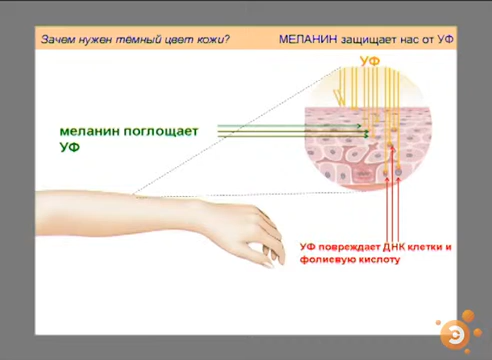 Зачем нужен тёмный цвет кожи?
МЕЛАНИН защищает нас от УФ
УФ
меланин поглощает
УФ
УФ повреждает ДНК клетки и
фолиевую кислоту
Э